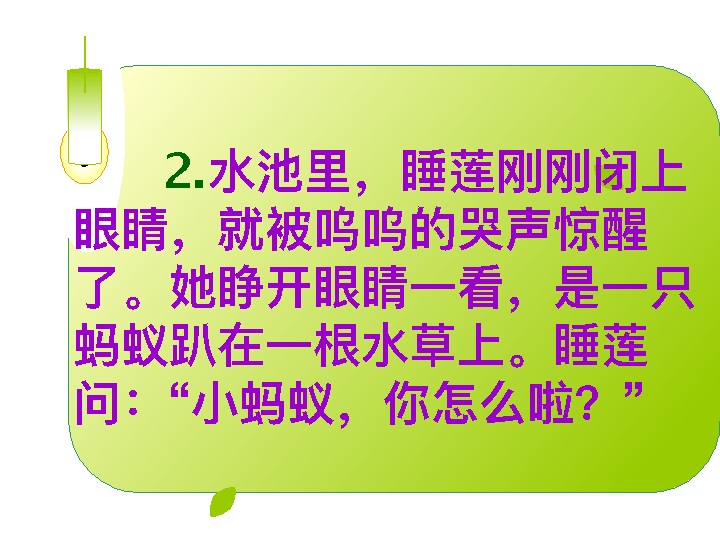 2.水池里，睡莲刚刚闭上
眼睛，就被呜呜的哭声惊醒
了。她睁开眼睛一看，是一只
蚂蚁趴在一根水草上。睡莲
问：“小蚂蚁，你怎么啦？”